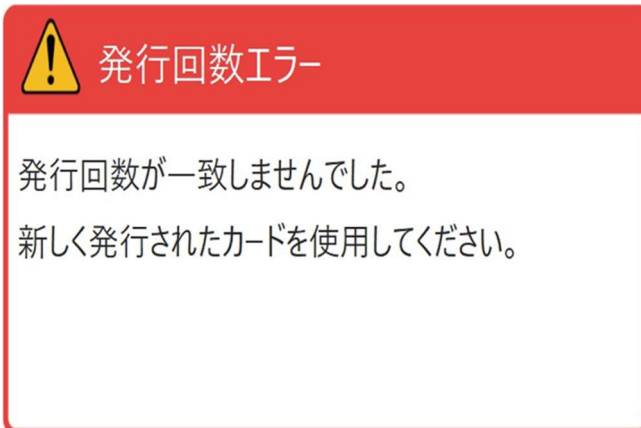 発行回数エラー
発行回数が一致しませんでした。
新しく発行されたカードを使用してください。